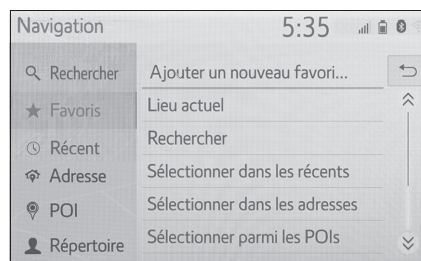 Navigation 5:35
Rechercher
Favoris
Récent
Adresse
POI
Répertoire
Ajouter un nouveau favori...
Lieu actuel
Rechercher
Sélectionner dans les récents
Sélectionner dans les adresses
Sélectionner parmi les POIs